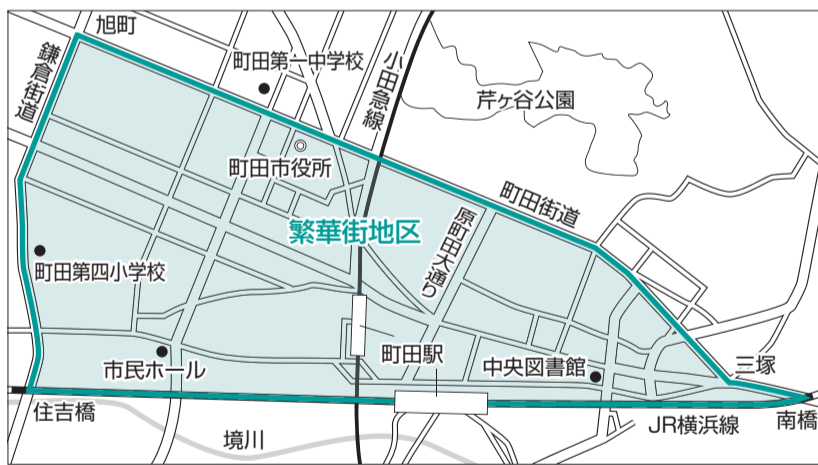 旭町
鎌倉街道
町田第一中学校
小田急線
芹ヶ谷公園
町田市役所
町田街道
繁華街地区
原町田大通り
町田第四小学校
市民ホール
町田駅
中央図書館
三塚
住吉橋
境川
JR横浜線
南橋